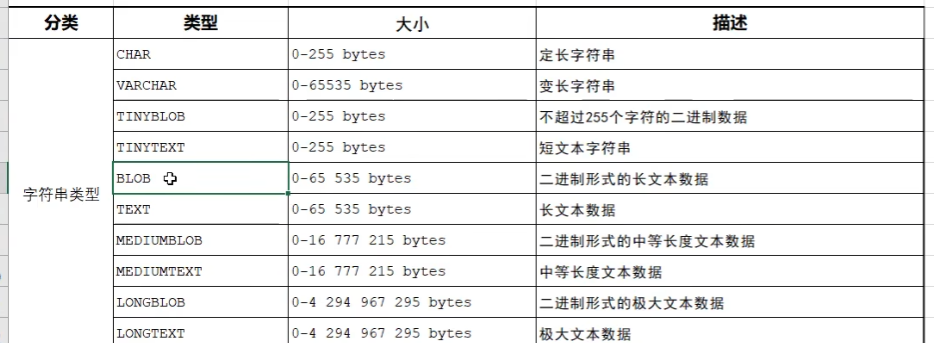 分类 类型 大小 描述
字符串类型
CHAR 0-255 bytes 定长字符串
VARCHAR 0-65535 bytes 变长字符串
TINYBLOB 0-255 bytes 不超过255个字符的二进制数据
TINYTEXT 0-255 bytes 短文本字符串
BLOB 0-65 535 bytes 二进制形式的长文本数据
TEXT 0-65 535 bytes 长文本数据
MEDIUMBLOB 0-16 777 215 bytes 二进制形式的中等长度文本数据
MEDIUMTEXT 0-16 777 215 bytes 中等长度文本数据
LONGBLOB 0-4 294 967 295 bytes 二进制形式的极大文本数据
LONGTEXT 0-4 294 967 295 bytes 极大文本数据